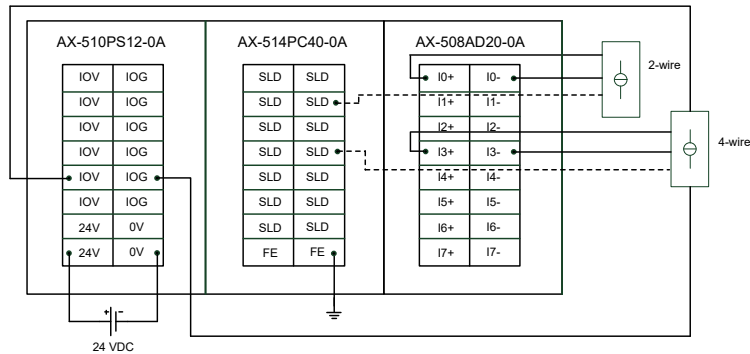 AX-510PS12-0A AX-514PC40-0A AX-508AD20-0A
2-wire
IOV IOG SLD SLD I0+ I0-
IOV IOG SLD SLD I1+ I1-
IOV IOG SLD SLD I2+ I2-
4-wire
IOV IOG SLD SLD I3+ I3-
IOV IOG SLD SLD I4+ I4-
IOV IOG SLD SLD I5+ I5-
24V 0V SLD SLD I6+ I6-
24V 0V FE FE I7+ I7-
+ -
24 VDC